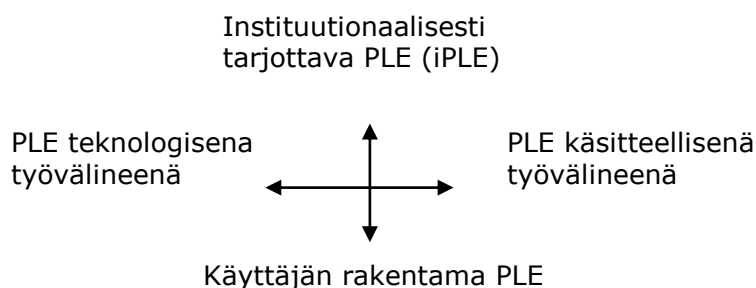 Instituutionaalisesti
tarjottava PLE (iPLE)
PLE teknologisena
työvälineenä
PLE käsitteellisenä
työvälineenä
Käyttäjän rakentama PLE